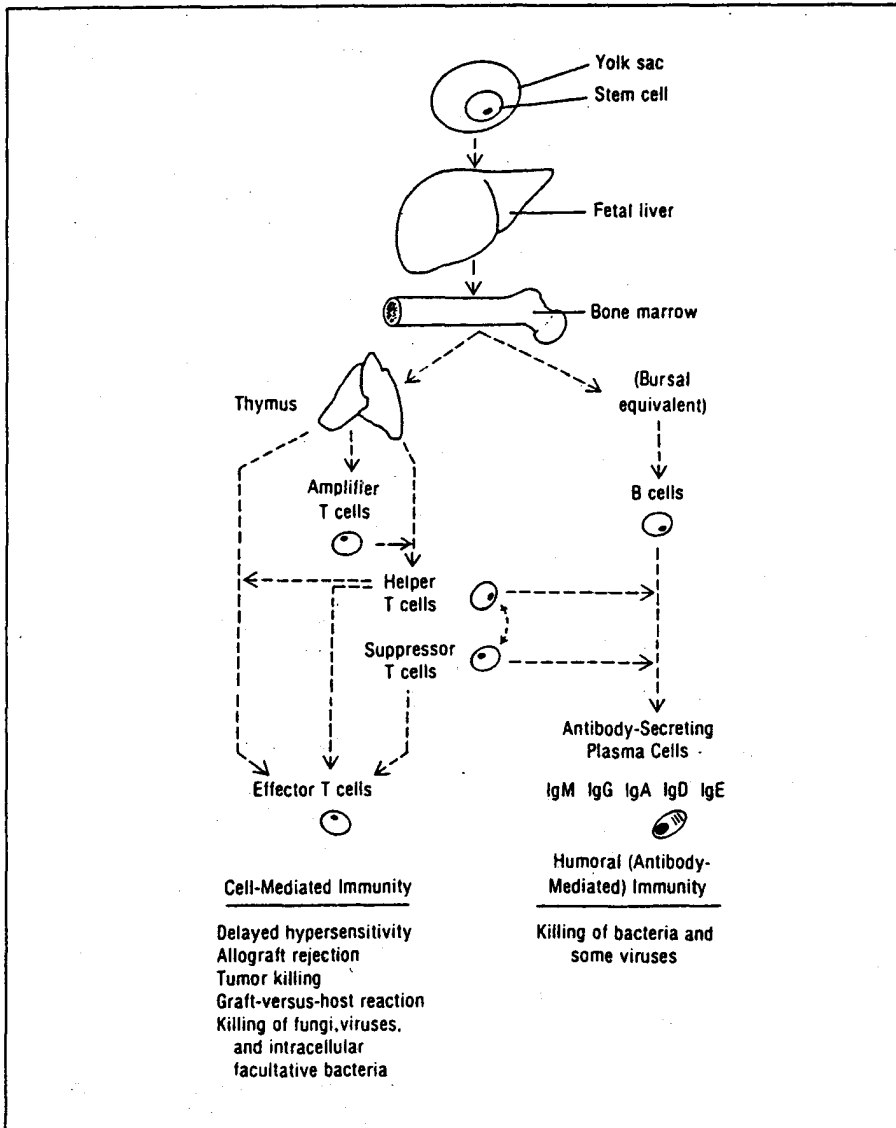 Yolk sac
Stem cell
Fetal liver
Bone marrow
Thymus
(Bursal
equivalent)
Amplifier
T cells
B cells
Helper
T cells
Suppressor
T cells
Antibody-Secreting
Plasma Cells
Effector T cells
IgM IgG IgA IgD IgE
Cell-Mediated Immunity
Humoral (Antibody-
Mediated) Immunity
Delayed hypersensitivity
Allograft rejection
Tumor killing
Graft-versus-host reaction
Killing of fungi, viruses,
and intracellular
facultative bacteria
Killing of bacteria and
some viruses